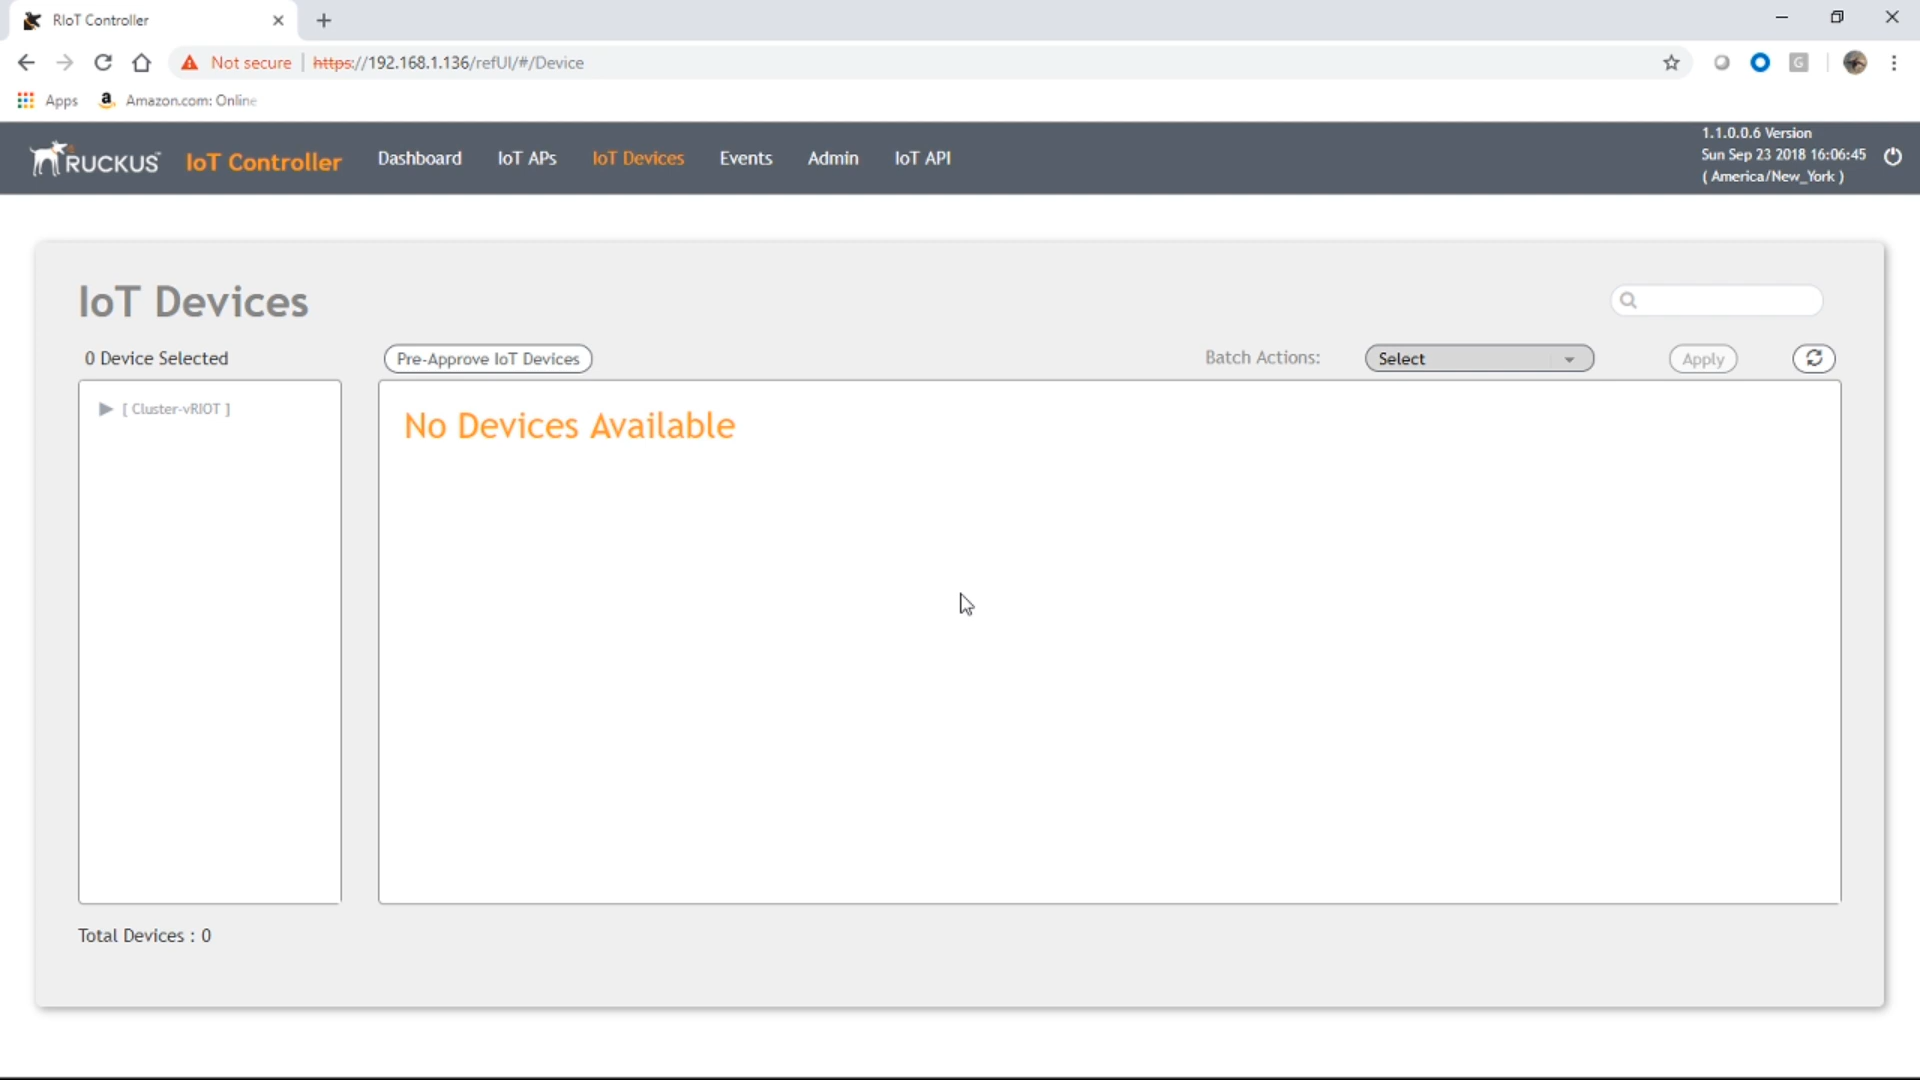 RIoT Controller
Not secure
https://192.168.1.136/refUI/#/Device
G
Apps
a
Amazon.com: Online
RUCKUS™
IoT Controller
Dashboard
IoT APs
IoT Devices
Events
Admin
IoT API
1.1.0.0.6 Version
Sun Sep 23 2018 16:06:45
( America/New_York )
IoT Devices
0 Device Selected
Pre-Approve IoT Devices
Batch Actions:
Select
Apply
[ Cluster-vRIOT ]
No Devices Available
Total Devices : 0